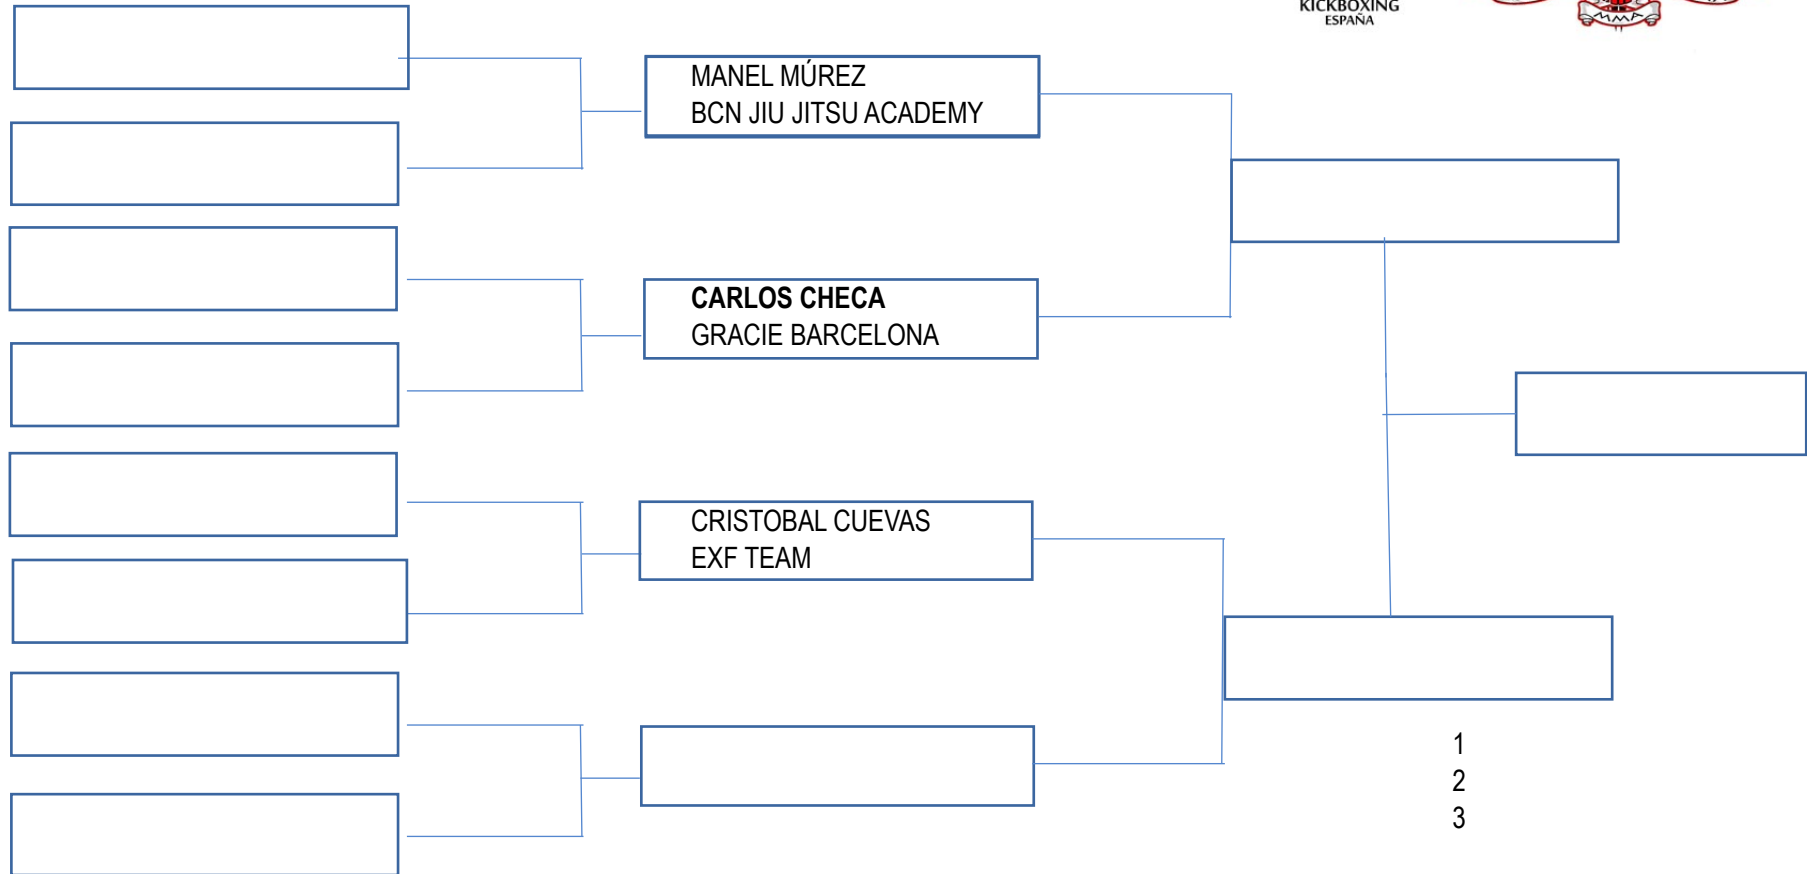 KICKBOXING
ESPAÑA
MMA
MANEL MÚREZ
BCN JIU JITSU ACADEMY
CARLOS CHECA
GRACIE BARCELONA
CRISTOBAL CUEVAS
EXF TEAM
1
2
3